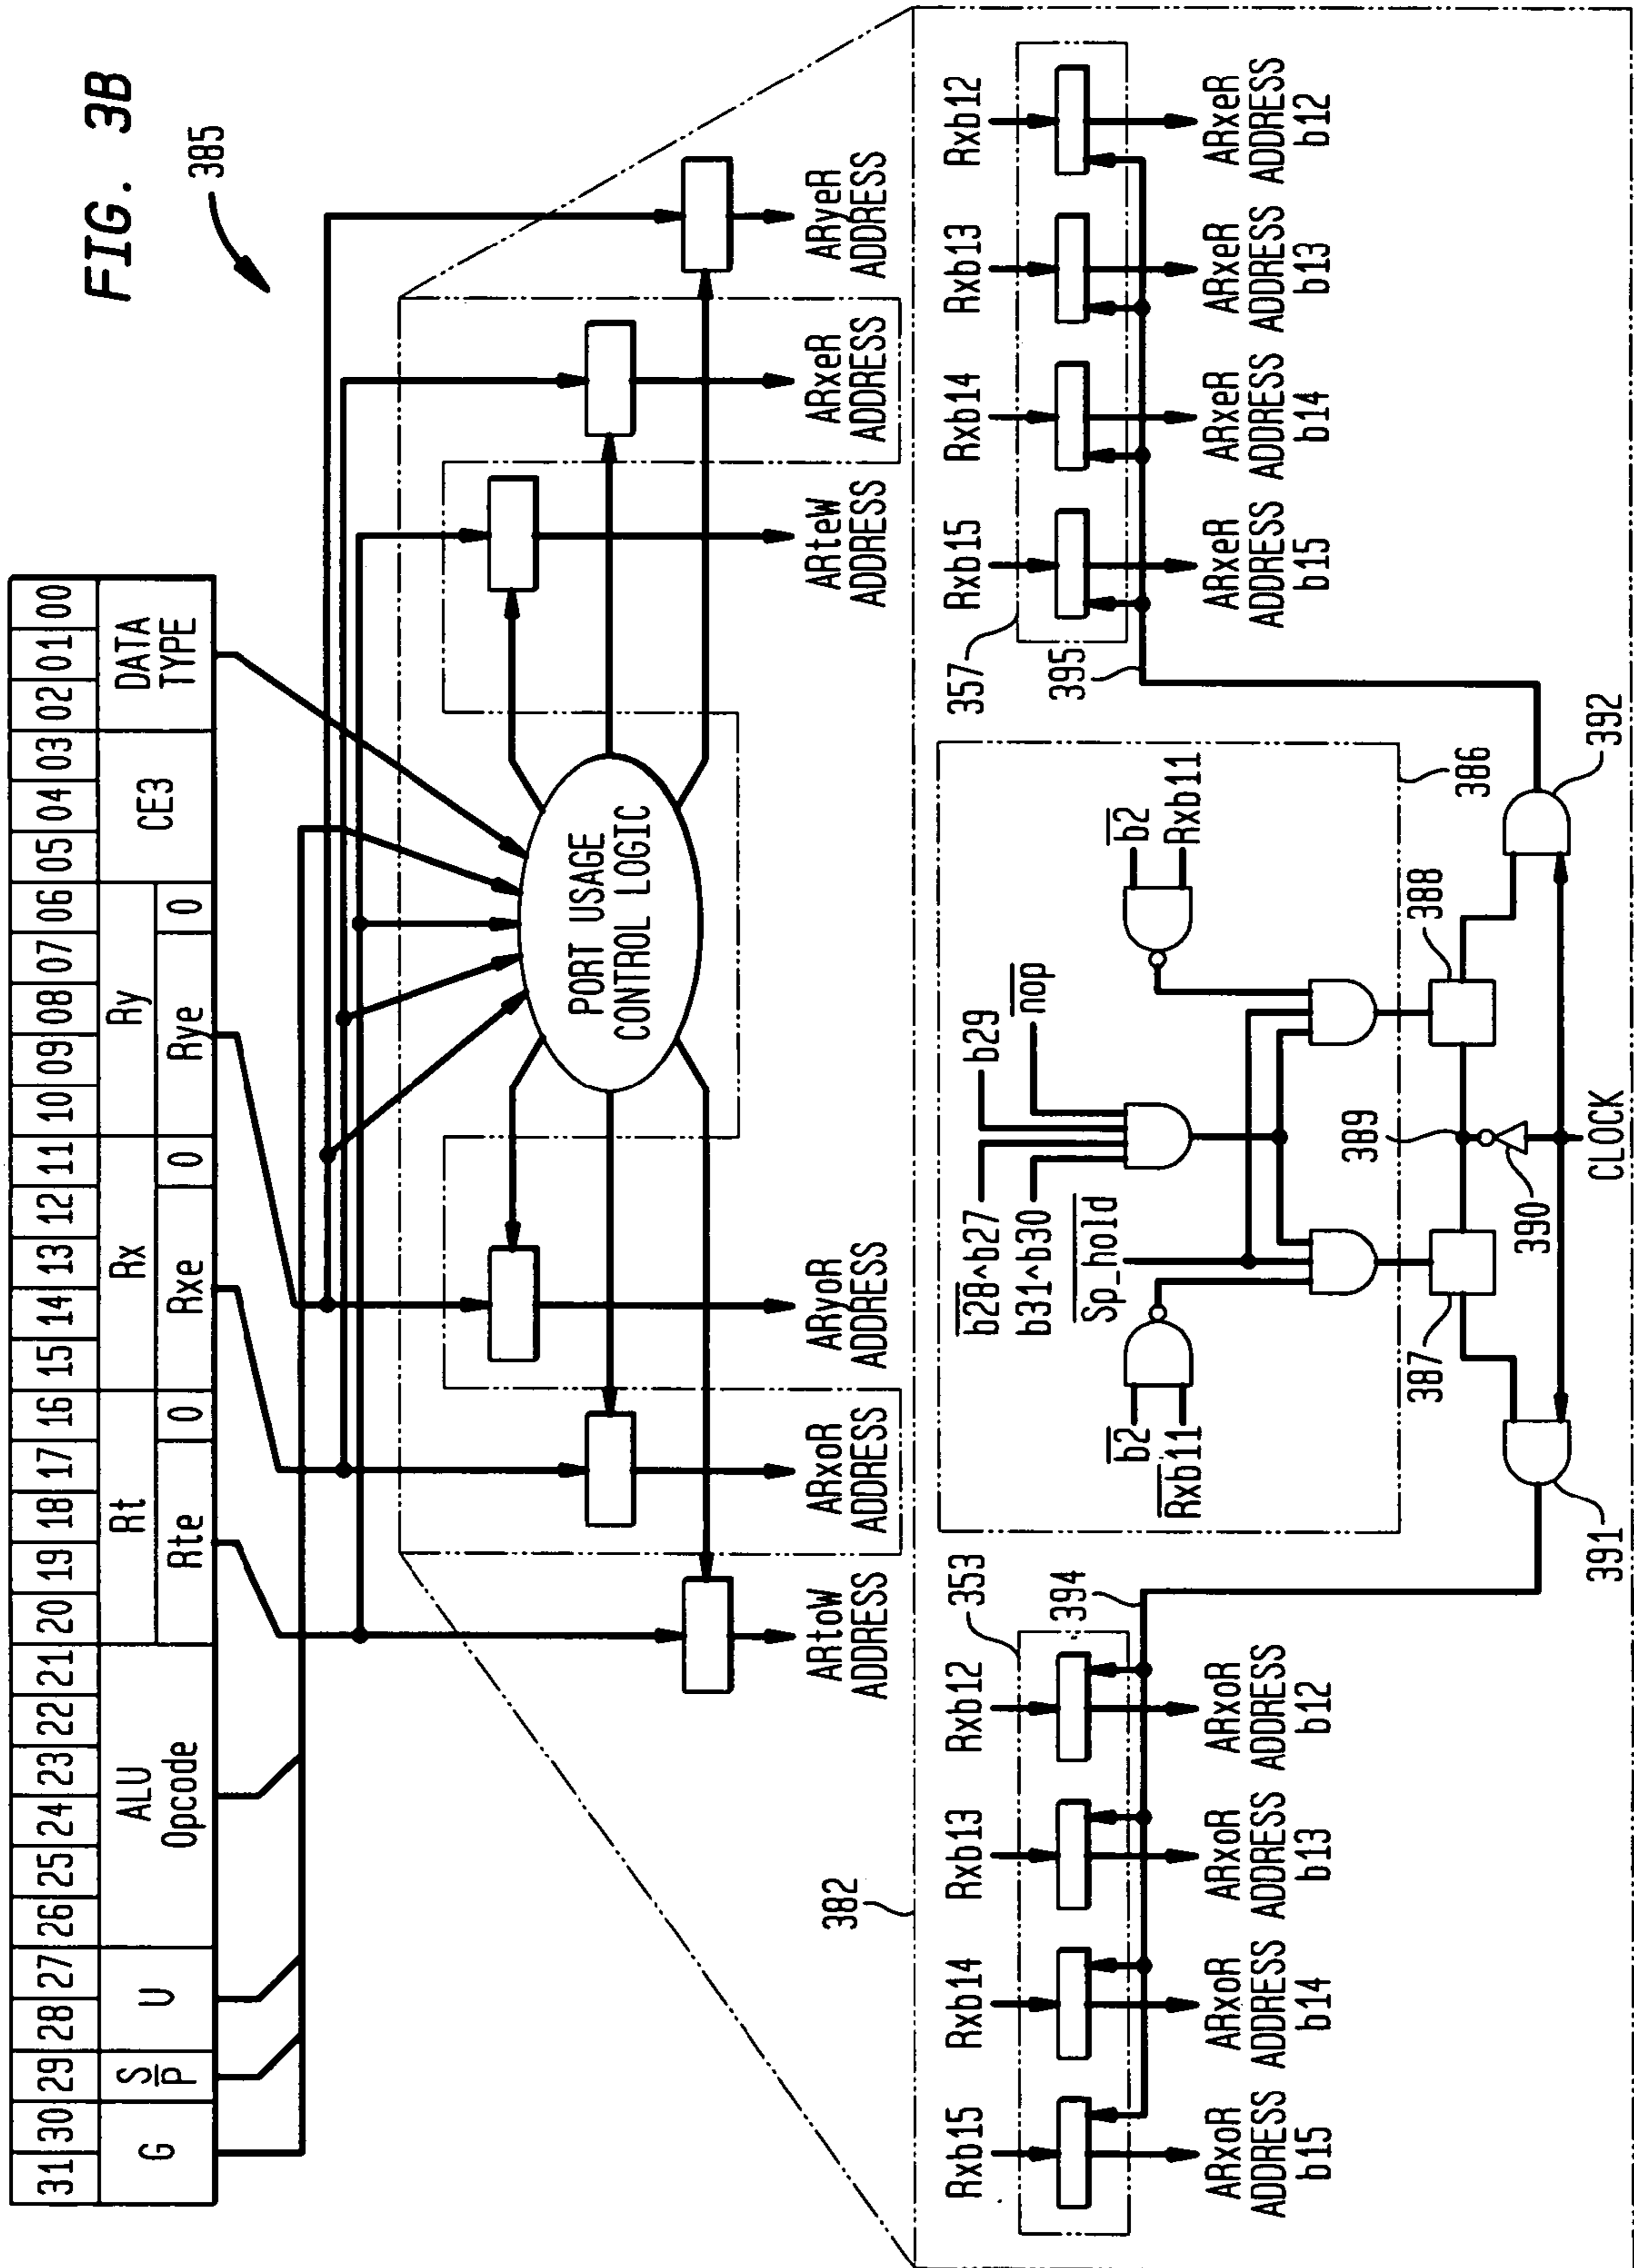 FIG. 3B
385
31 30 29 28 27 26 25 24 23 22 21 20 19 18 17 16 15 14 13 12 11 10 09 08 07 06 05 04 03 02 01 00
G
S
P
U
ALU
Opcode
Rt
Rx
Ry
CE3
DATA
TYPE
Rte 0 Rxe 0 Rye 0
PORT USAGE
CONTROL LOGIC
ARtoW
ADDRESS
ARxoR
ADDRESS
ARyoR
ADDRESS
ARteW
ADDRESS
ARxeR
ADDRESS
ARyeR
ADDRESS
382
Rxb15 Rxb14 Rxb13 Rxb12
353
394
ARxoR
ADDRESS
b15
ARxoR
ADDRESS
b14
ARxoR
ADDRESS
b13
ARxoR
ADDRESS
b12
b2
Rxb11
Sp_hold
b31^b30
b28^b27
b29
nop
b2
Rxb11
386
387
388
389
390
391
392
CLOCK
357
395
Rxb15 Rxb14 Rxb13 Rxb12
ARxeR
ADDRESS
b15
ARxeR
ADDRESS
b14
ARxeR
ADDRESS
b13
ARxeR
ADDRESS
b12